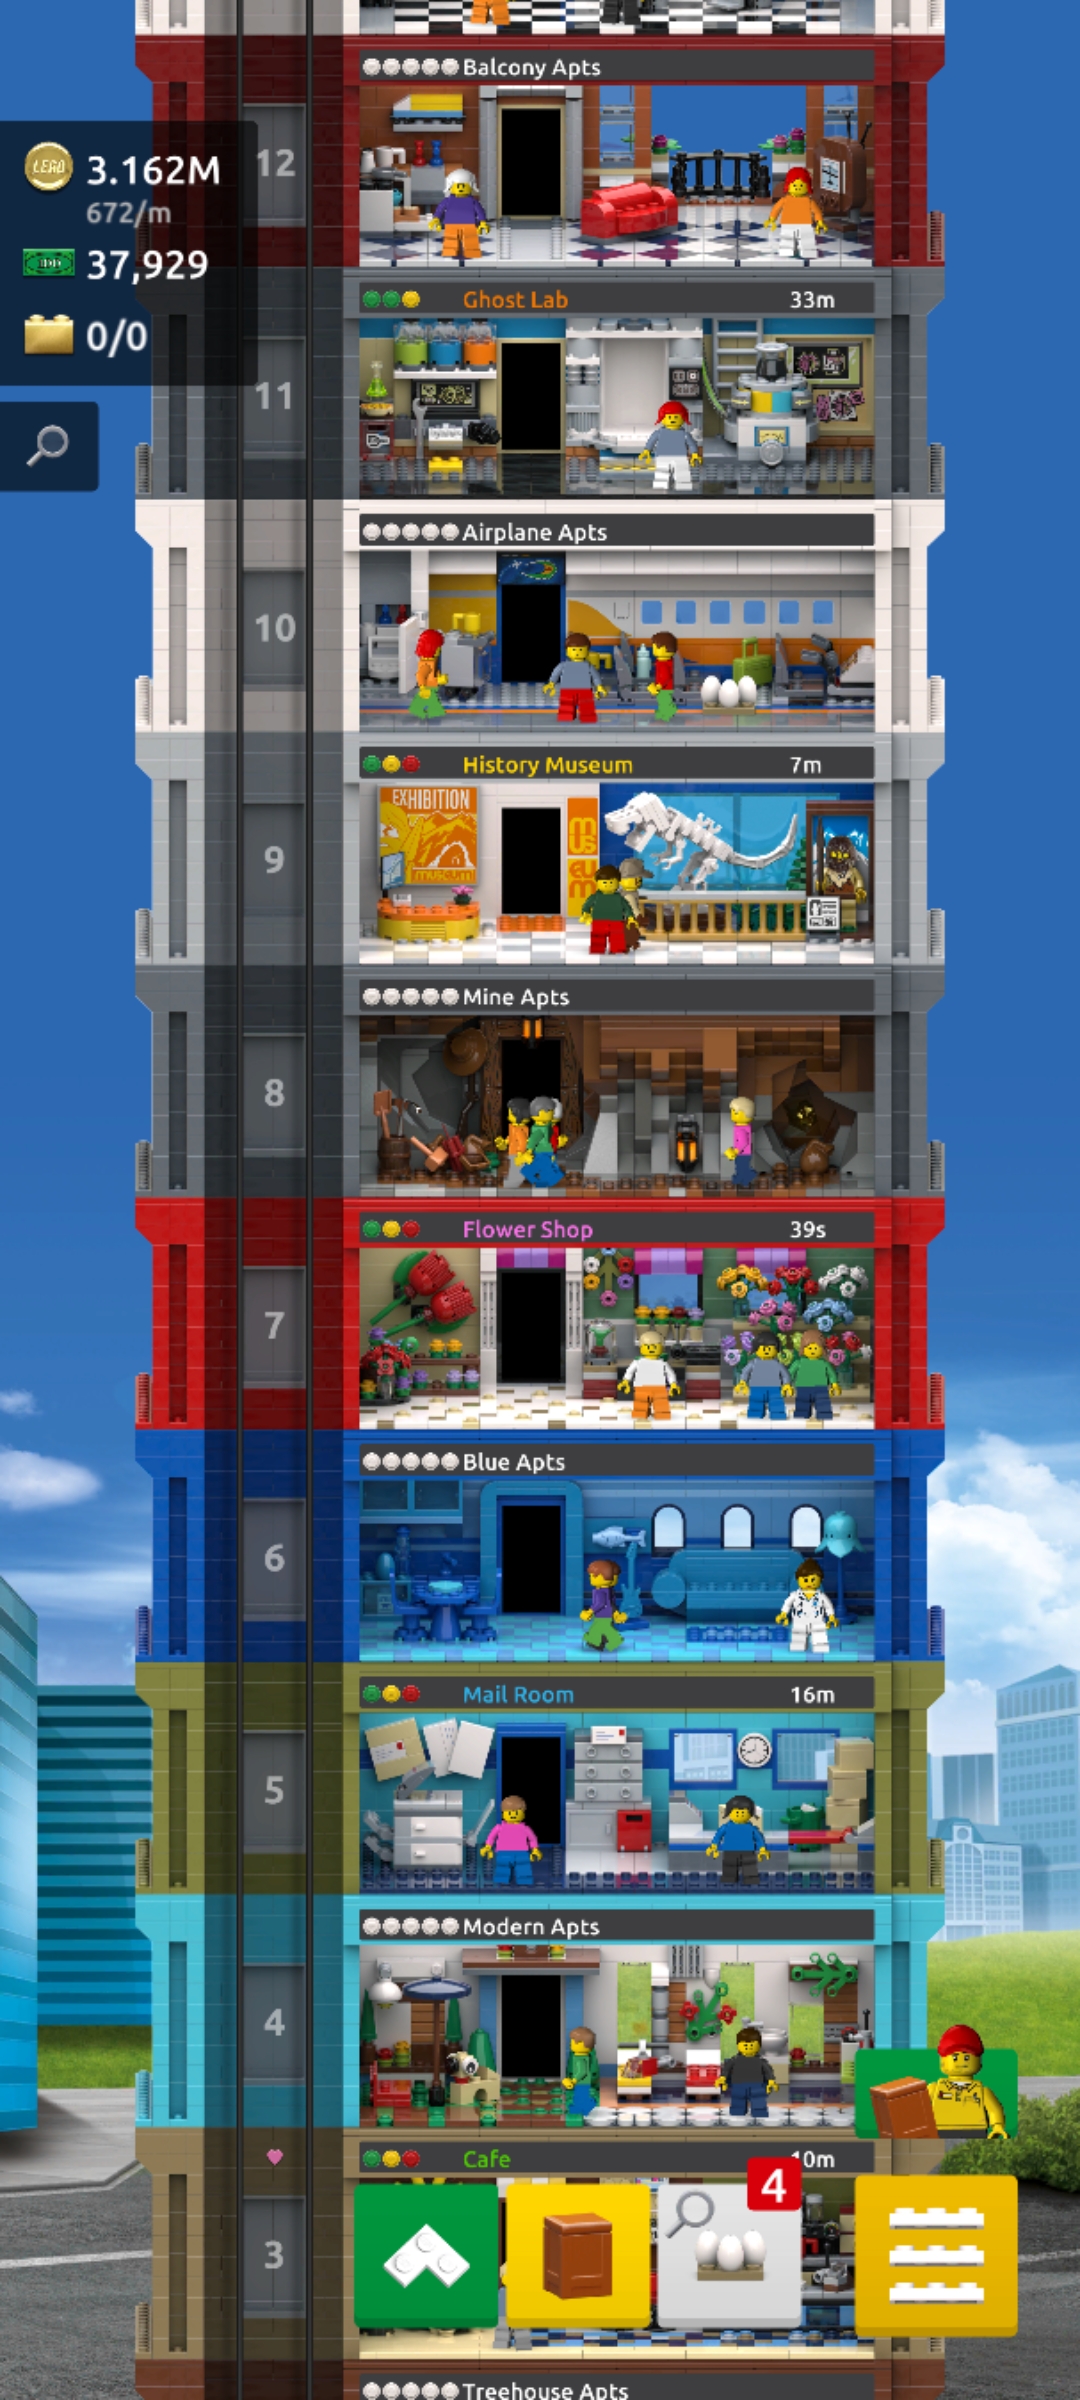 Balcony Apts
12
LEGO
3.162M
672/m
37,929
0/0
Ghost Lab 33m
11
Airplane Apts
10
History Museum 7m
EXHIBITION
museum!
mus
eum
9
Mine Apts
8
Flower Shop 39s
7
Blue Apts
6
Mail Room 16m
5
Modern Apts
4
Cafe 10m
4
3
Treehouse Apts